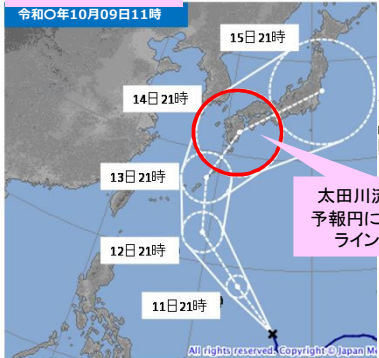 令和〇年10月09日11時
15日21時
14日21時
13日21時
太田川流
予報円に
ライン
12日21時
11日21時
All rights reserved. Copyright © Japan Me